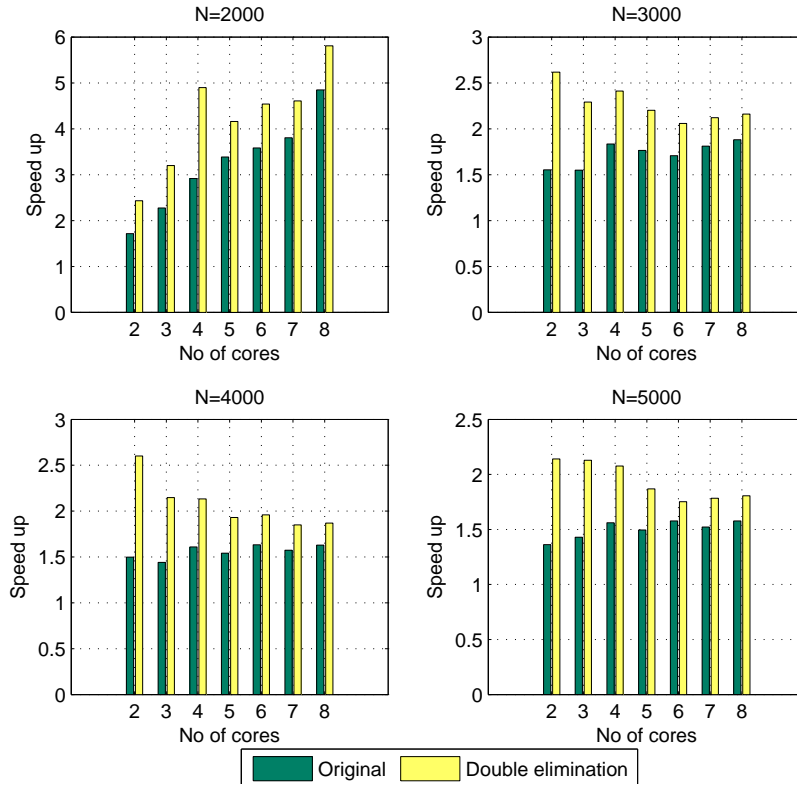 N=2000
6
5
4
3
2
1
0
Speed up
2 3 4 5 6 7 8
No of cores
N=3000
3
2.5
2
1.5
1
0.5
0
Speed up
2 3 4 5 6 7 8
No of cores
N=4000
3
2.5
2
1.5
1
0.5
0
Speed up
2 3 4 5 6 7 8
No of cores
N=5000
2.5
2
1.5
1
0.5
0
Speed up
2 3 4 5 6 7 8
No of cores
Original Double elimination